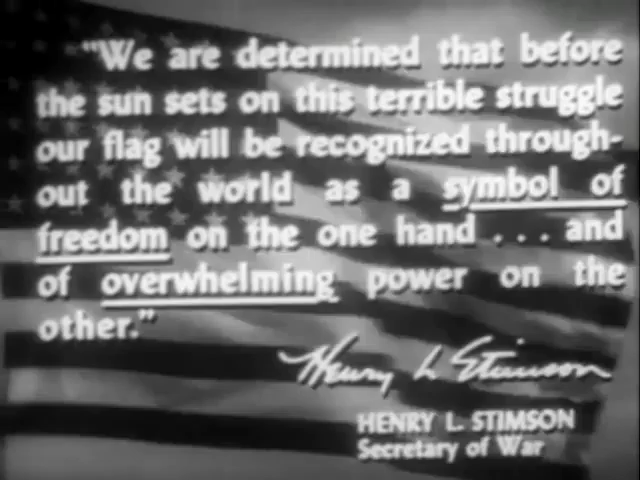 "We are determined that before
the sun sets on this terrible struggle
our flag will be recognized through-
out the world as a symbol of
freedom on the one hand . . . and
of overwhelming power on the
other."
Henry L Stimson
HENRY L. STIMSON
Secretary of War